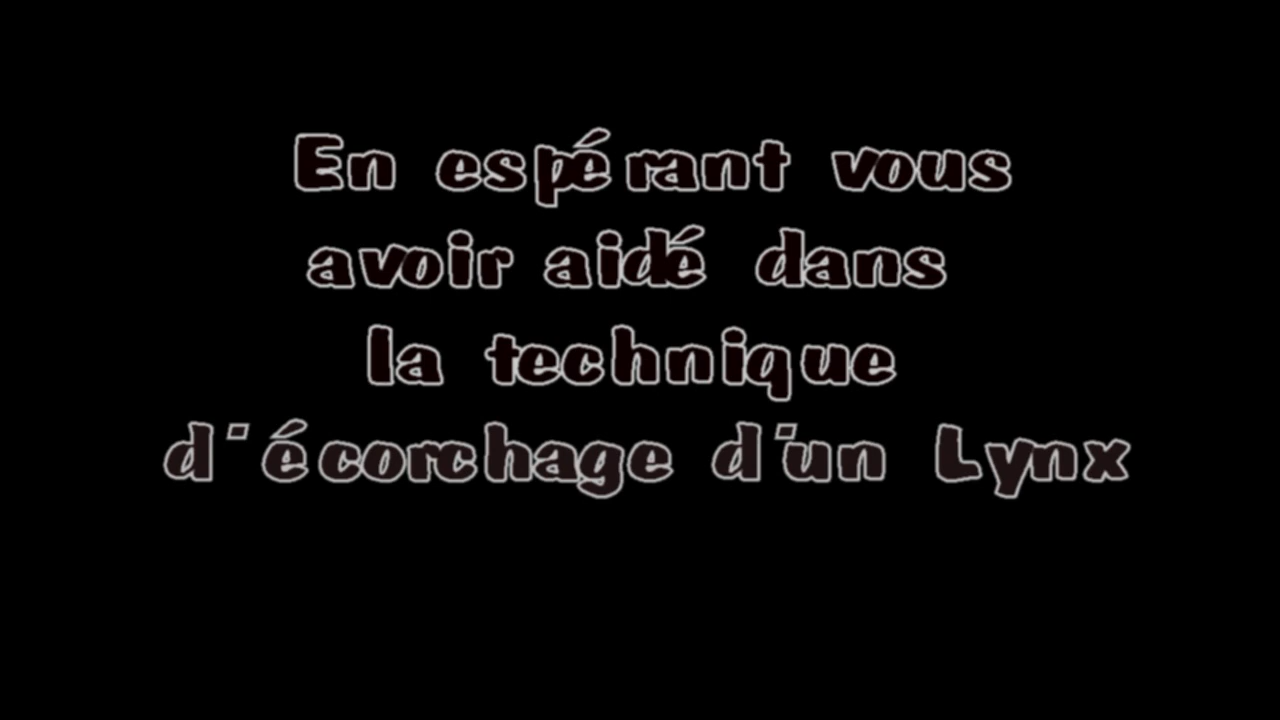 En espérant vous
avoir aidé dans
la technique
d'écorchage d'un Lynx